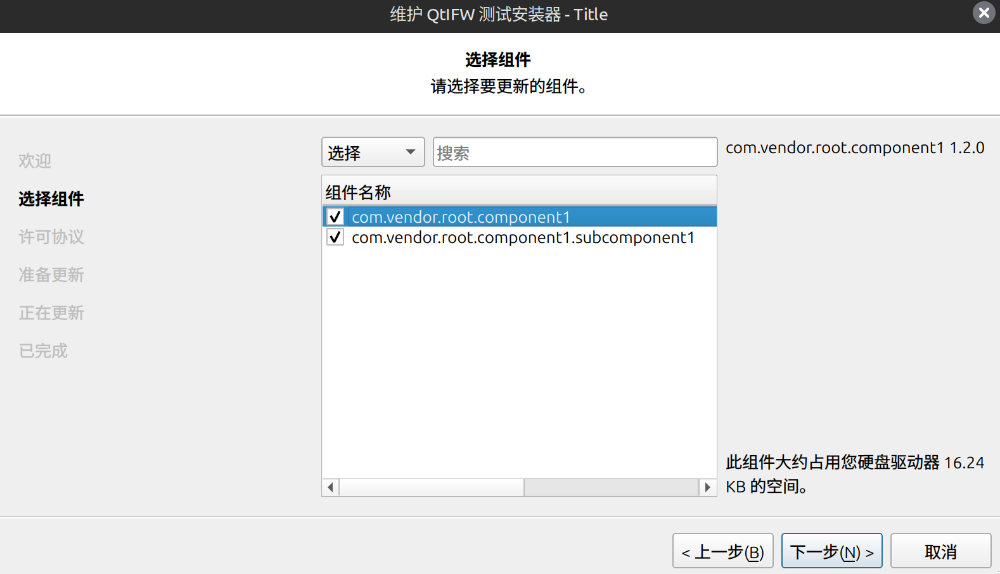 维护 QtIFW 测试安装器 - Title
选择组件
请选择要更新的组件。
欢迎
选择组件
许可协议
准备更新
正在更新
已完成
选择
搜索
组件名称
com.vendor.root.component1
com.vendor.root.component1.subcomponent1
com.vendor.root.component1 1.2.0
此组件大约占用您硬盘驱动器 16.24
KB 的空间。
< 上一步(B)
下一步(N) >
取消